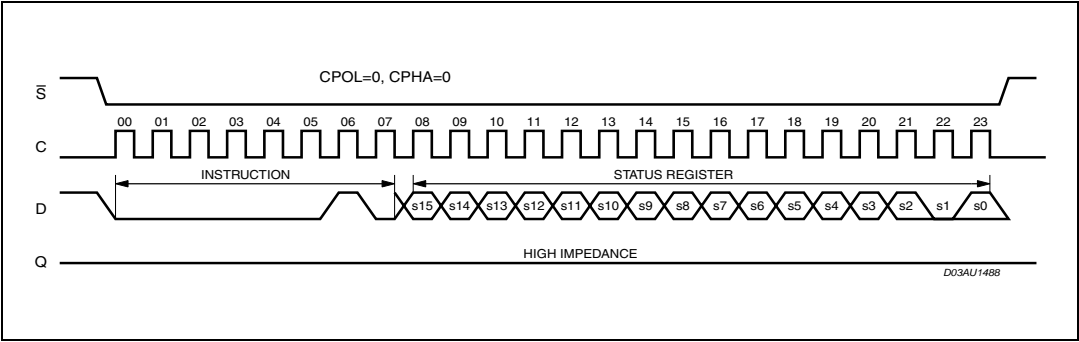 CPOL=0, CPHA=0
S̅
00 01 02 03 04 05 06 07 08 09 10 11 12 13 14 15 16 17 18 19 20 21 22 23
C
INSTRUCTION STATUS REGISTER
D s15 s14 s13 s12 s11 s10 s9 s8 s7 s6 s5 s4 s3 s2 s1 s0
HIGH IMPEDANCE
Q
D03AU1488